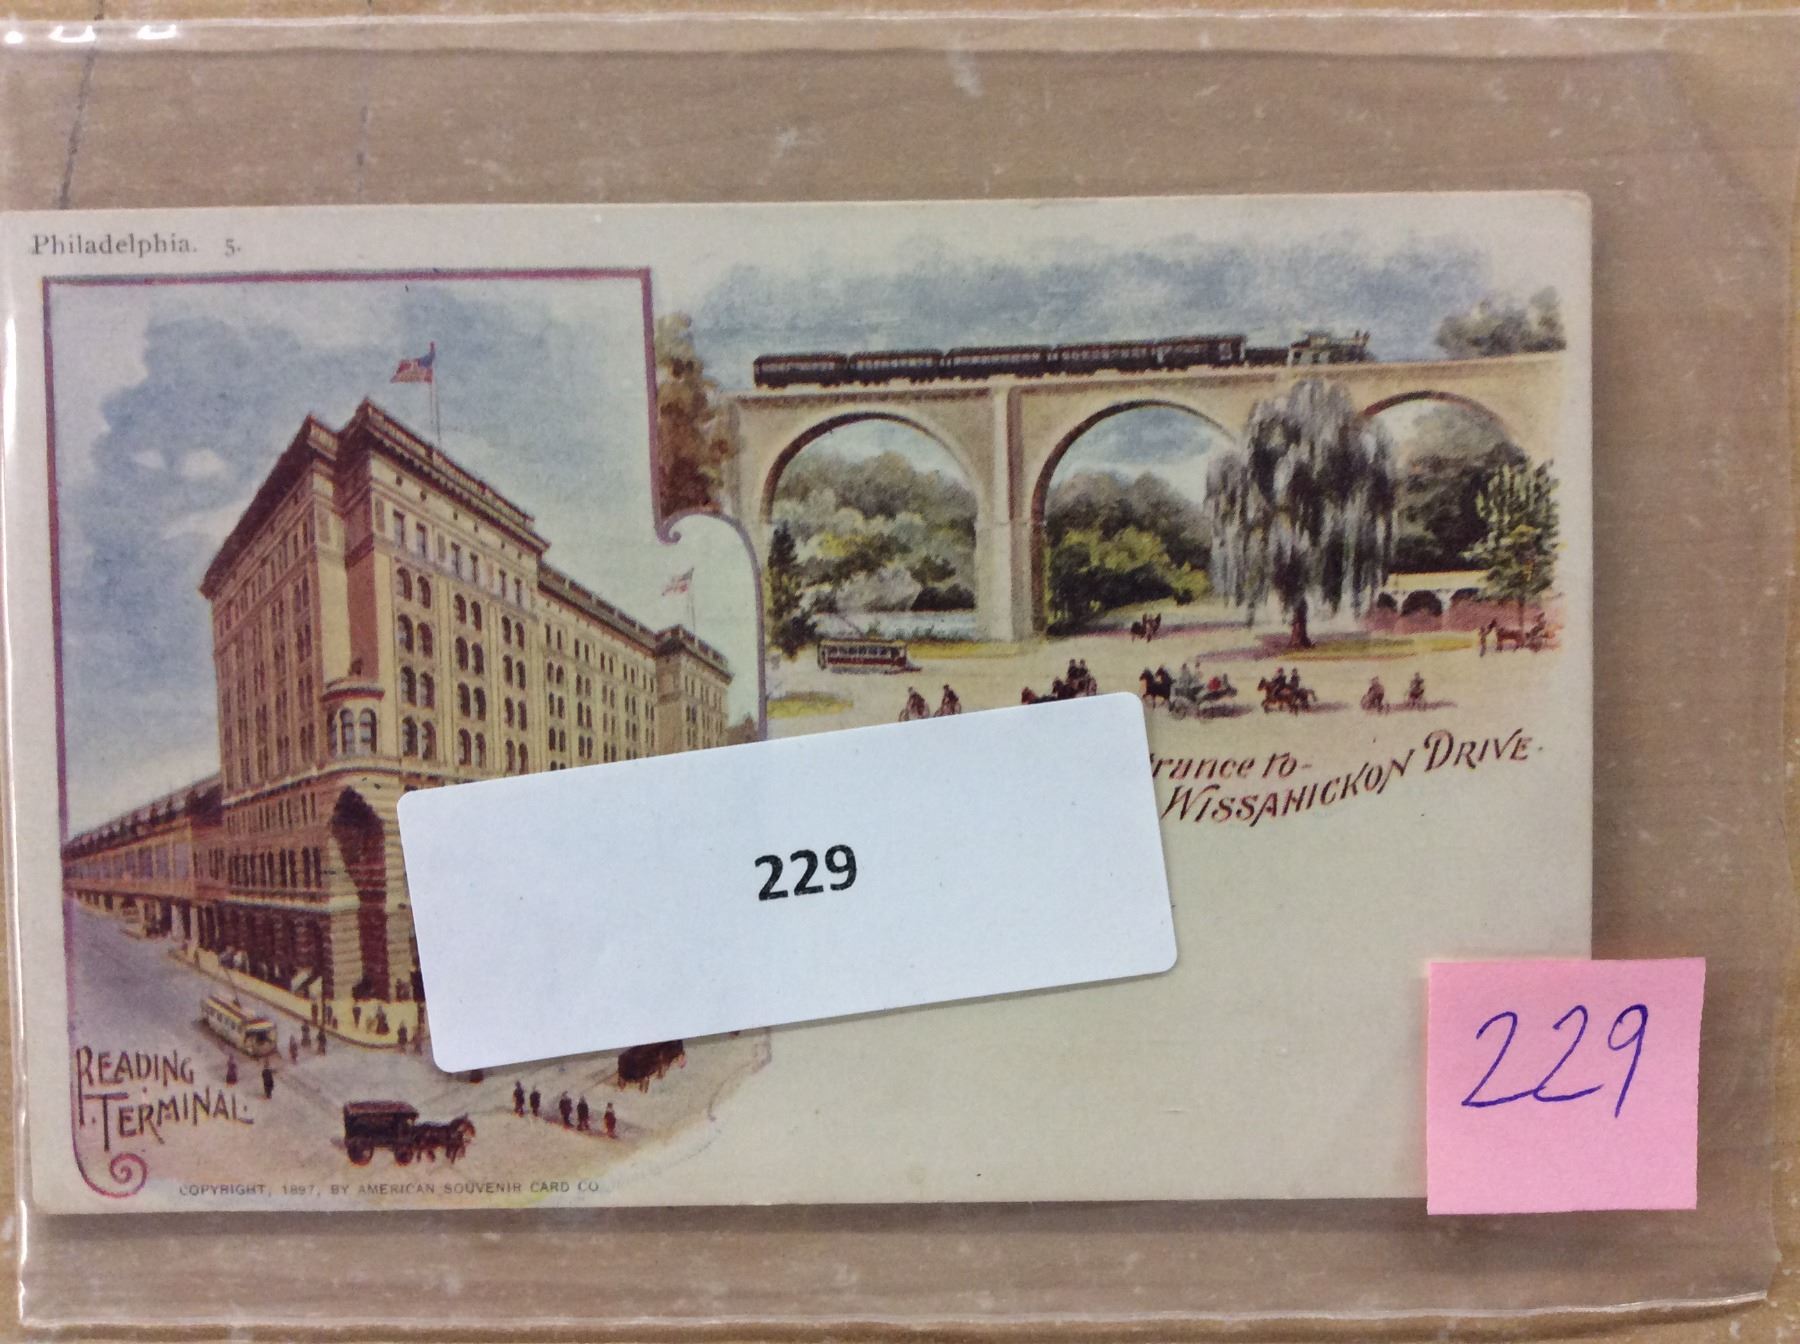 Philadelphia. 5.
rance to-
WISSAHICKON DRIVE.
229
READING
TERMINAL.
229
COPYRIGHT, 1897, BY AMERICAN SOUVENIR CARD CO